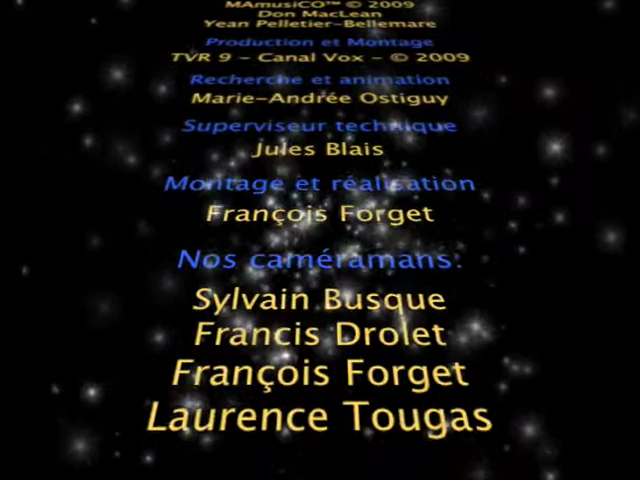 MAmusiCO™ © 2009
Don MacLean
Yean Pelletier-Bellemare
Production et Montage
TVR 9 - Canal Vox - © 2009
Recherche et animation
Marie-Andrée Ostiguy
Superviseur technique
Jules Blais
Montage et réalisation
François Forget
Nos caméramans:
Sylvain Busque
Francis Drolet
François Forget
Laurence Tougas